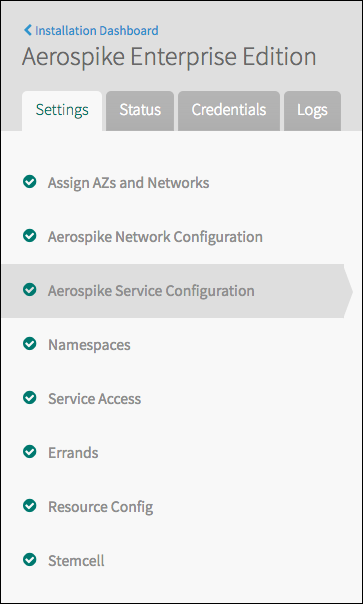 Installation Dashboard
Aerospike Enterprise Edition
Settings
Status
Credentials
Logs
Assign AZs and Networks
Aerospike Network Configuration
Aerospike Service Configuration
Namespaces
Service Access
Errands
Resource Config
Stemcell